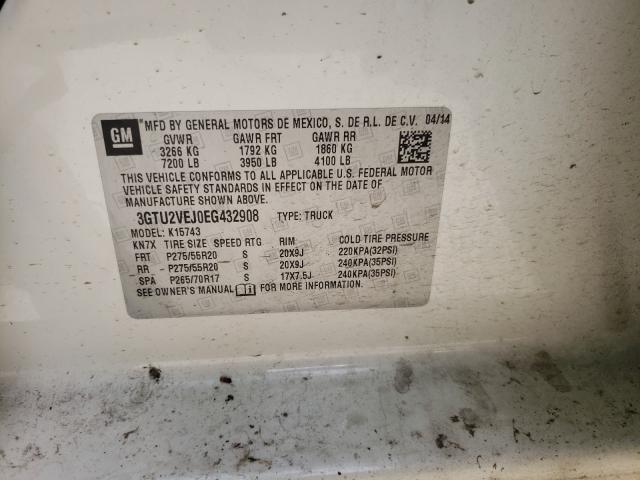 GM
MFD BY GENERAL MOTORS DE MEXICO, S. DE R.L. DE C.V. 04/14
GVWR GAWR FRT GAWR RR
3266 KG 1792 KG 1860 KG
7200 LB 3950 LB 4100 LB
THIS VEHICLE CONFORMS TO ALL APPLICABLE U.S. FEDERAL MOTOR
VEHICLE SAFETY STANDARDS IN EFFECT ON THE DATE OF
MANUFACTURE SHOWN ABOVE.
3GTU2VEJ0EG432908 TYPE: TRUCK
MODEL: K15743
KN7X TIRE SIZE SPEED RTG RIM COLD TIRE PRESSURE
FRT P275/55R20 S 20X9J 220KPA(32PSI)
RR P275/55R20 S 20X9J 240KPA(35PSI)
SPA P265/70R17 S 17X7.5J 240KPA(35PSI)
SEE OWNER'S MANUAL FOR MORE INFORMATION.